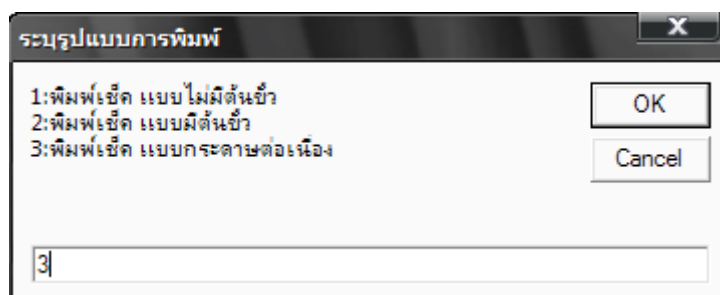 ระบุรูปแบบการพิมพ์
1:พิมพ์เช็ค แบบไม่มีต้นขั้ว
2:พิมพ์เช็ค แบบมีต้นขั้ว
3:พิมพ์เช็ค แบบกระดาษต่อเนื่อง
OK
Cancel
3